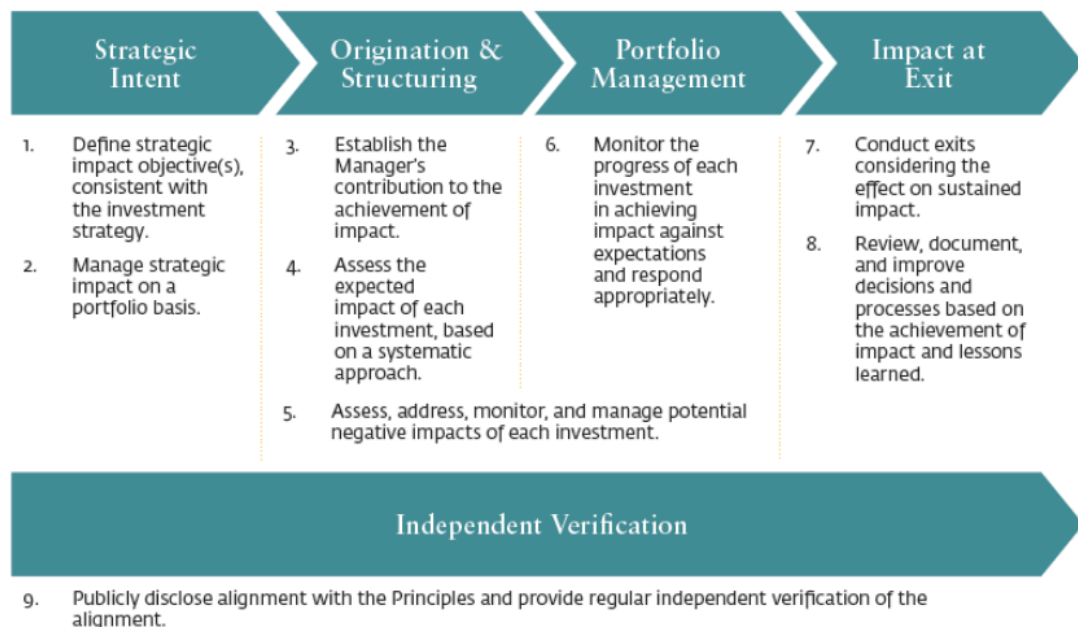 Strategic
Intent
Origination &
Structuring
Portfolio
Management
Impact at
Exit
1. Define strategic
impact objective(s),
consistent with
the investment
strategy.
2. Manage strategic
impact on a
portfolio basis.
3. Establish the
Manager's
contribution to the
achievement of
impact.
4. Assess the
expected
impact of each
investment, based
on a systematic
approach.
5. Assess, address, monitor, and manage potential
negative impacts of each investment.
6. Monitor the
progress of each
investment
in achieving
impact against
expectations
and respond
appropriately.
7. Conduct exits
considering the
effect on sustained
impact.
8. Review, document,
and improve
decisions and
processes based on
the achievement of
impact and lessons
learned.
Independent Verification
9. Publicly disclose alignment with the Principles and provide regular independent verification of the
alignment.